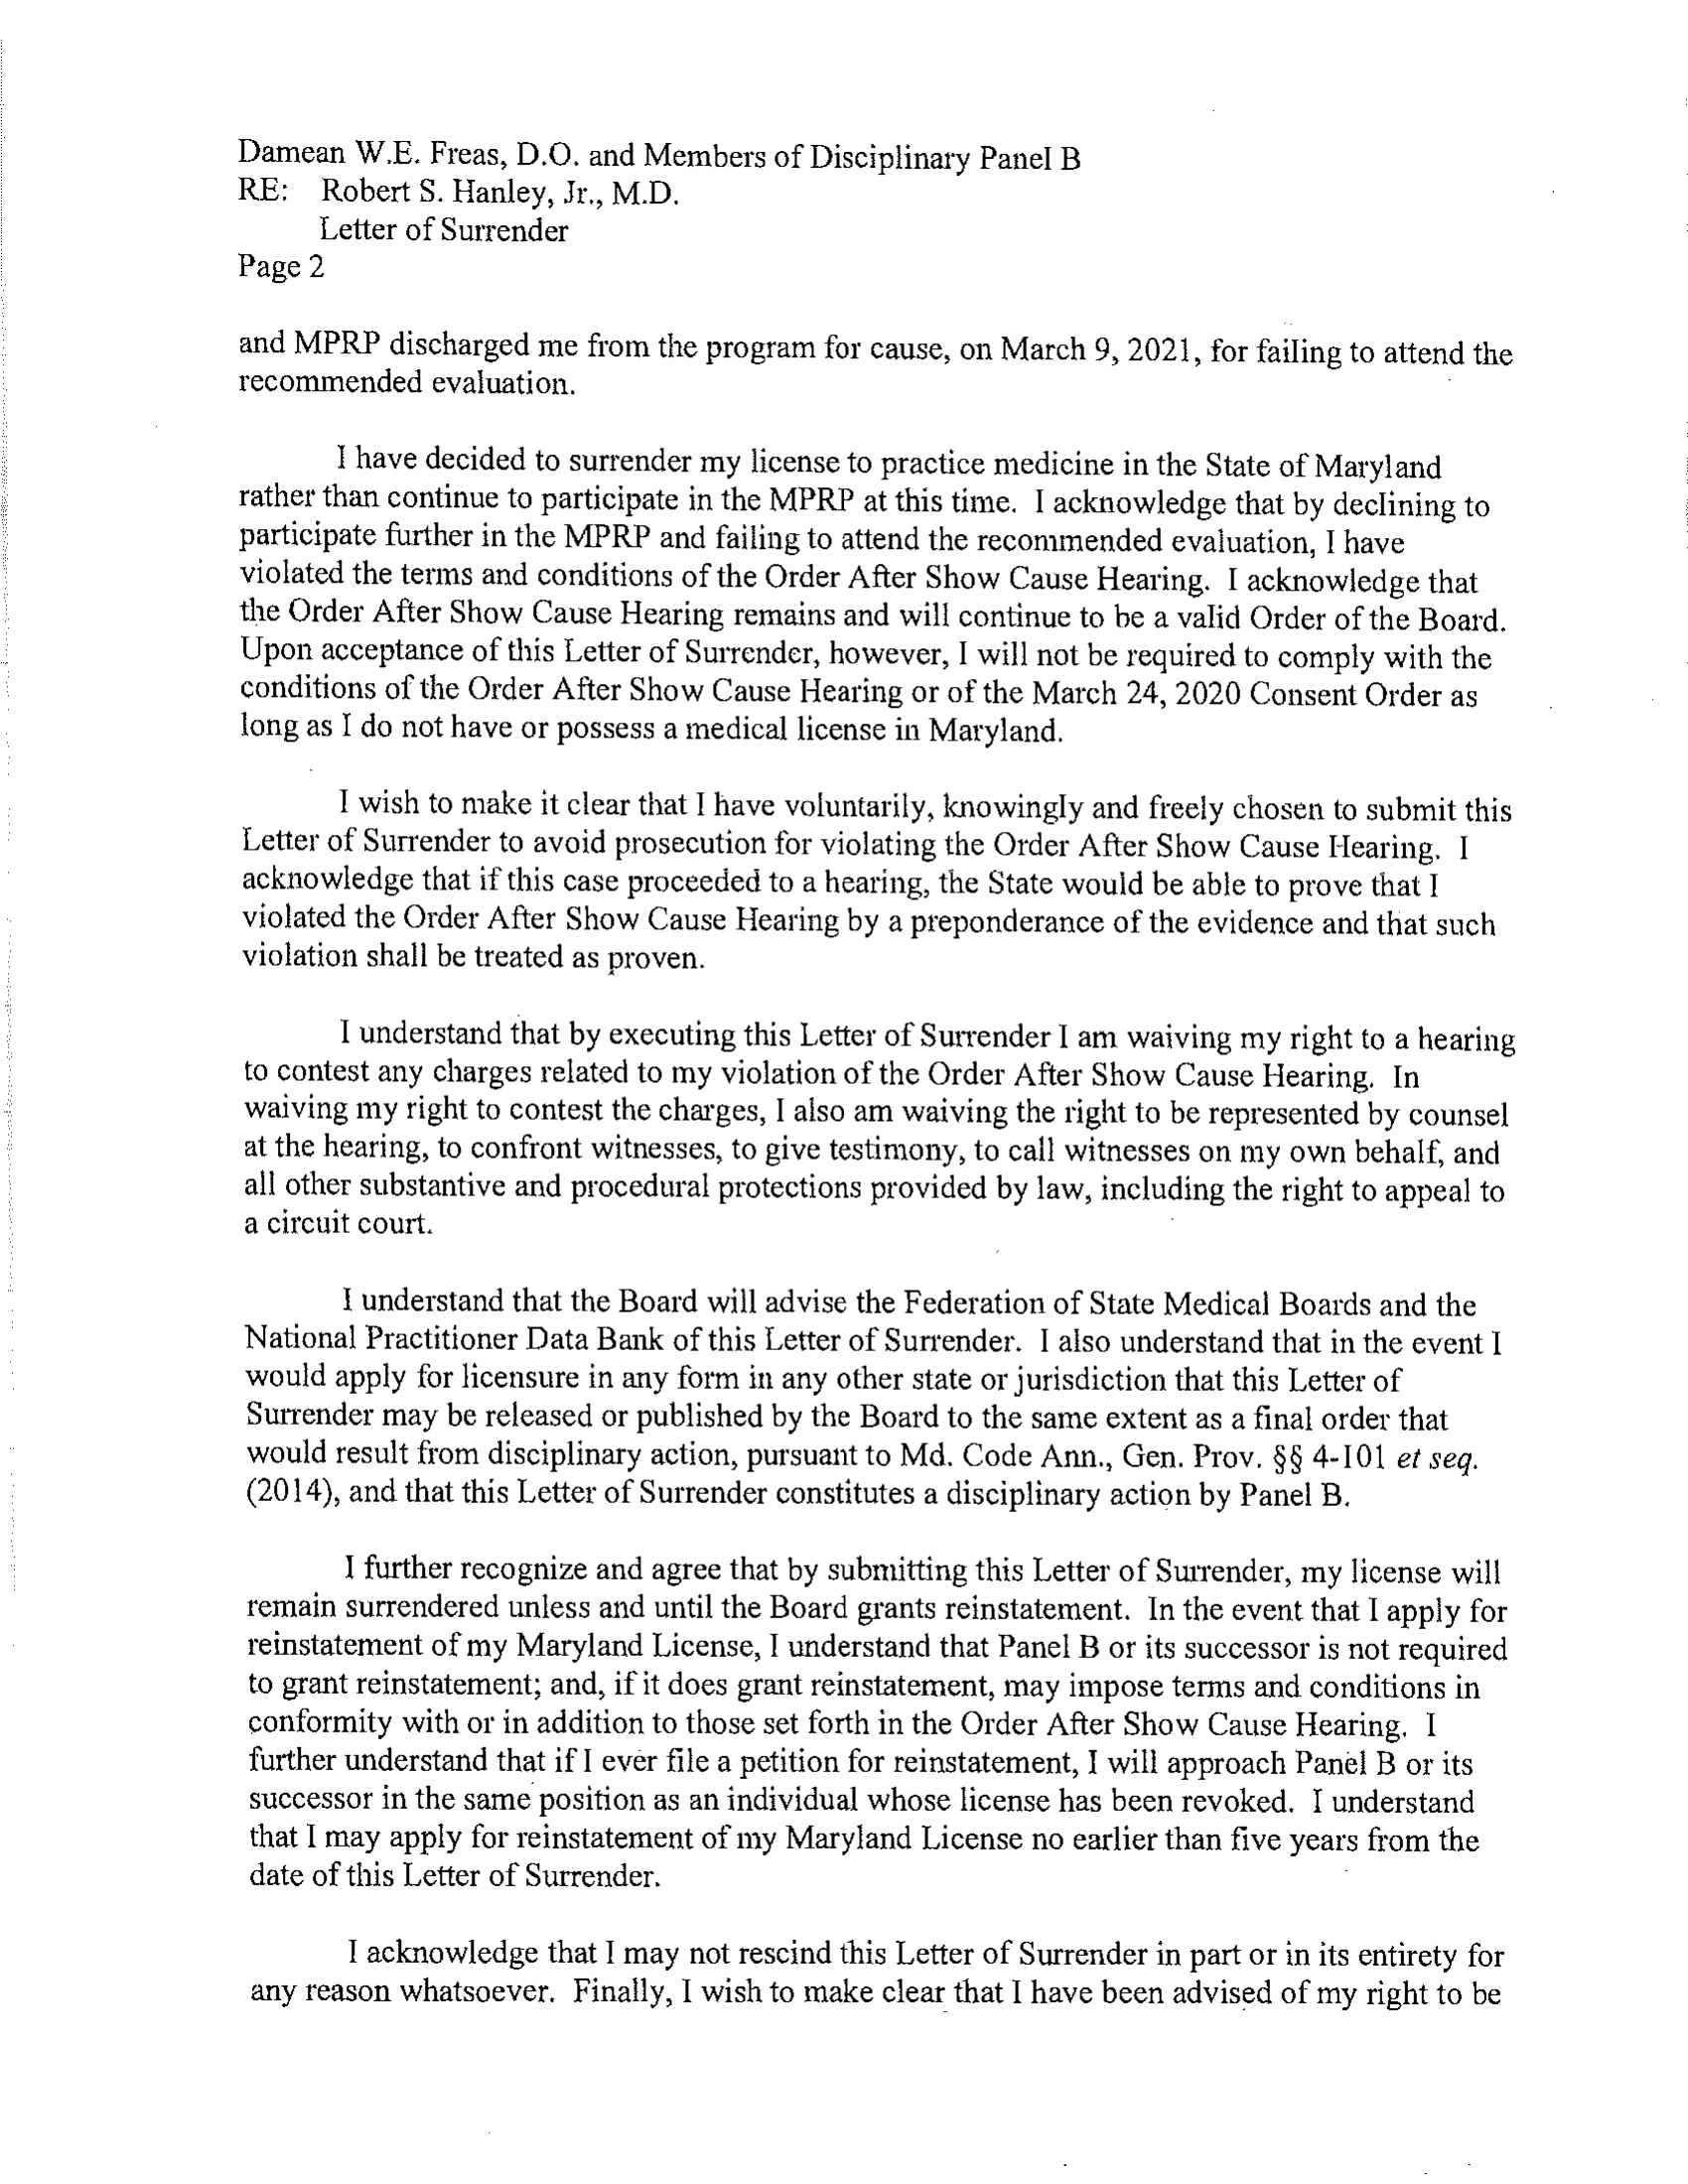 Damean W.E. Freas, D.O. and Members of Disciplinary Panel B
RE: Robert S. Hanley, Jr., M.D.
Letter of Surrender
Page 2
and MPRP discharged me from the program for cause, on March 9, 2021, for failing to attend the
recommended evaluation.
I have decided to surrender my license to practice medicine in the State of Maryland
rather than continue to participate in the MPRP at this time. I acknowledge that by declining to
participate further in the MPRP and failing to attend the recommended evaluation, I have
violated the terms and conditions of the Order After Show Cause Hearing. I acknowledge that
the Order After Show Cause Hearing remains and will continue to be a valid Order of the Board.
Upon acceptance of this Letter of Surrender, however, I will not be required to comply with the
conditions of the Order After Show Cause Hearing or of the March 24, 2020 Consent Order as
long as I do not have or possess a medical license in Maryland.
I wish to make it clear that I have voluntarily, knowingly and freely chosen to submit this
Letter of Surrender to avoid prosecution for violating the Order After Show Cause Hearing. I
acknowledge that if this case proceeded to a hearing, the State would be able to prove that I
violated the Order After Show Cause Hearing by a preponderance of the evidence and that such
violation shall be treated as proven.
I understand that by executing this Letter of Surrender I am waiving my right to a hearing
to contest any charges related to my violation of the Order After Show Cause Hearing. In
waiving my right to contest the charges, I also am waiving the right to be represented by counsel
at the hearing, to confront witnesses, to give testimony, to call witnesses on my own behalf, and
all other substantive and procedural protections provided by law, including the right to appeal to
a circuit court.
I understand that the Board will advise the Federation of State Medical Boards and the
National Practitioner Data Bank of this Letter of Surrender. I also understand that in the event I
would apply for licensure in any form in any other state or jurisdiction that this Letter of
Surrender may be released or published by the Board to the same extent as a final order that
would result from disciplinary action, pursuant to Md. Code Ann., Gen. Prov. §§ 4-101 et seq.
(2014), and that this Letter of Surrender constitutes a disciplinary action by Panel B.
I further recognize and agree that by submitting this Letter of Surrender, my license will
remain surrendered unless and until the Board grants reinstatement. In the event that I apply for
reinstatement of my Maryland License, I understand that Panel B or its successor is not required
to grant reinstatement; and, if it does grant reinstatement, may impose terms and conditions in
conformity with or in addition to those set forth in the Order After Show Cause Hearing. I
further understand that if I ever file a petition for reinstatement, I will approach Panel B or its
successor in the same position as an individual whose license has been revoked. I understand
that I may apply for reinstatement of my Maryland License no earlier than five years from the
date of this Letter of Surrender.
I acknowledge that I may not rescind this Letter of Surrender in part or in its entirety for
any reason whatsoever. Finally, I wish to make clear that I have been advised of my right to be